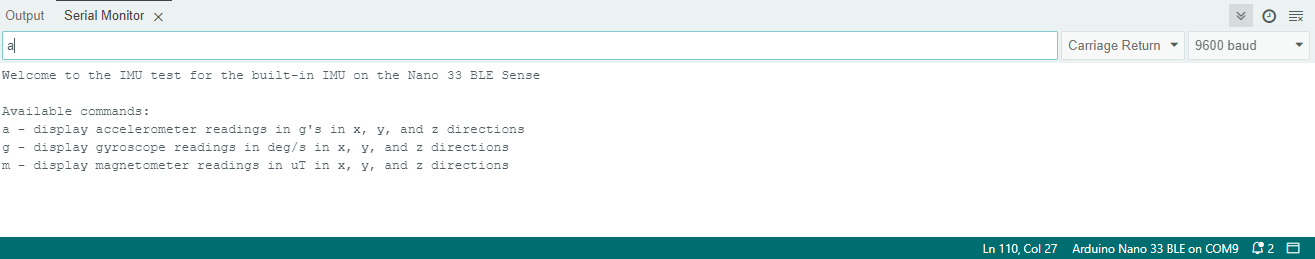 Output Serial Monitor
a
Carriage Return 9600 baud
Welcome to the IMU test for the built-in IMU on the Nano 33 BLE Sense
Available commands:
a - display accelerometer readings in g's in x, y, and z directions
g - display gyroscope readings in deg/s in x, y, and z directions
m - display magnetometer readings in uT in x, y, and z directions
Ln 110, Col 27 Arduino Nano 33 BLE on COM9 2